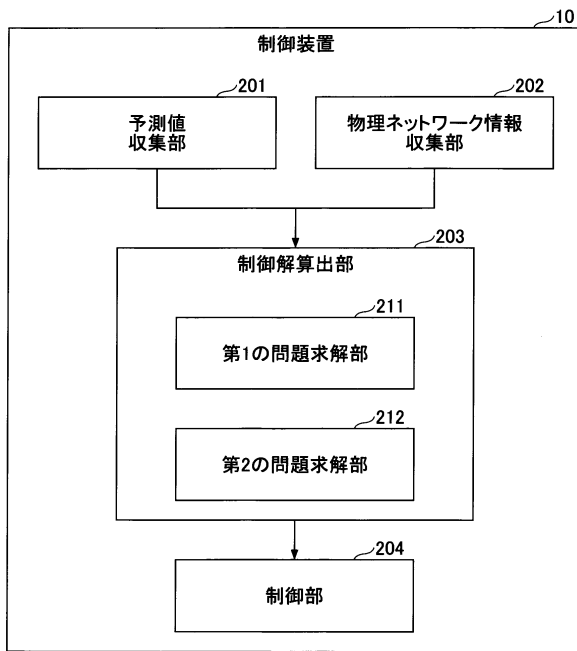 10
制御装置
201
予測値
収集部
202
物理ネットワーク情報
収集部
203
制御解算出部
211
第1の問題求解部
212
第2の問題求解部
204
制御部